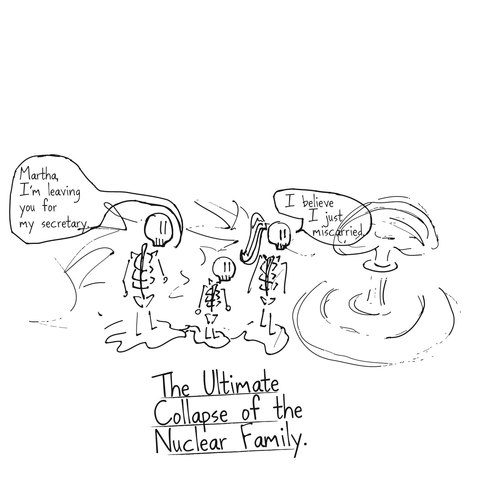 Martha,
I'm leaving
you for
my secretary.
I believe
I just
miscarried.
The Ultimate
Collapse of the
Nuclear Family.